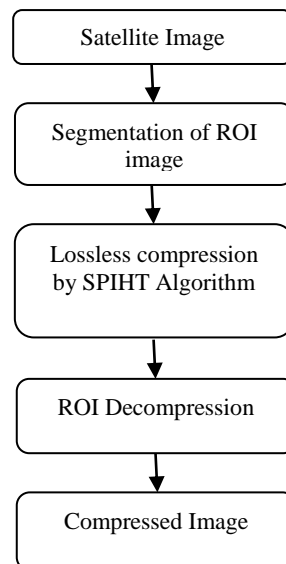 Satellite Image
Segmentation of ROI
image
Lossless compression
by SPIHT Algorithm
ROI Decompression
Compressed Image